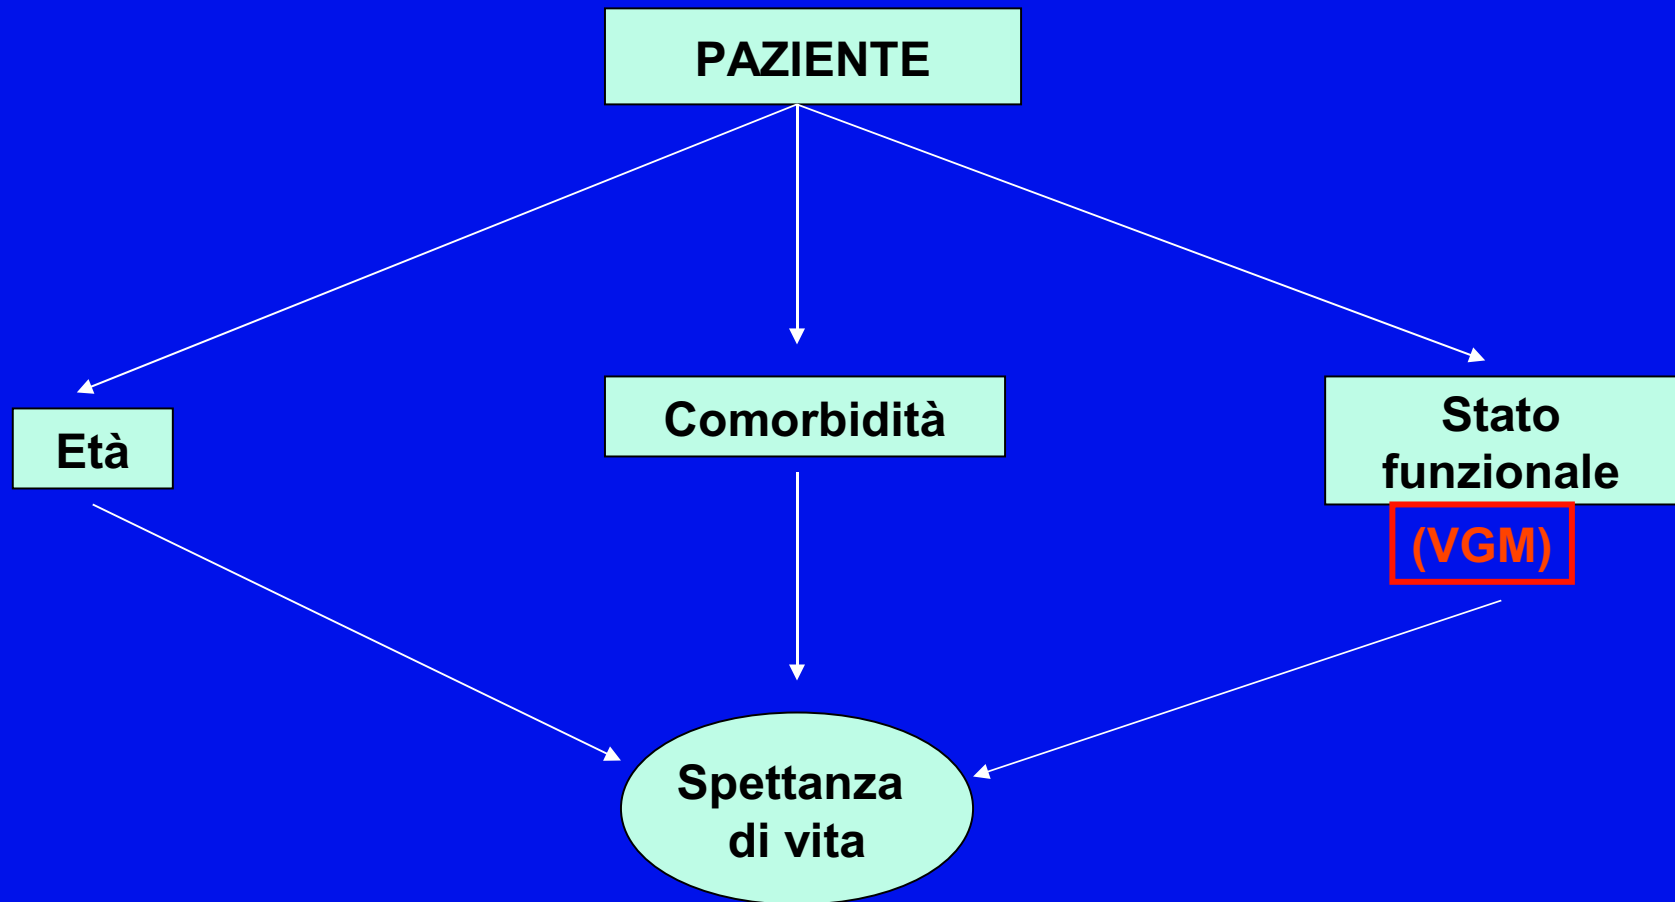 PAZIENTE
Età
Comorbidità
Stato
funzionale
(VGM)
Spettanza
di vita